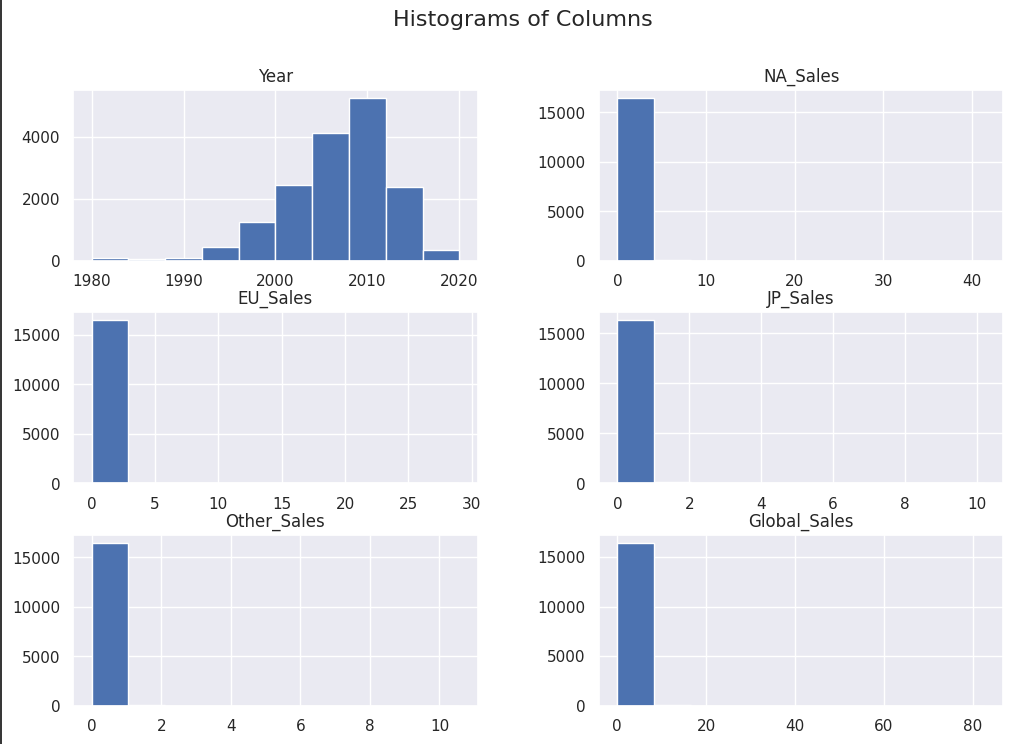 Histograms of Columns
Year
NA_Sales
4000
2000
0
1980 1990 2000 2010 2020
15000
10000
5000
0
0 10 20 30 40
EU_Sales
JP_Sales
15000
10000
5000
0
0 5 10 15 20 25 30
15000
10000
5000
0
0 2 4 6 8 10
Other_Sales
Global_Sales
15000
10000
5000
0
0 2 4 6 8 10
15000
10000
5000
0
0 20 40 60 80